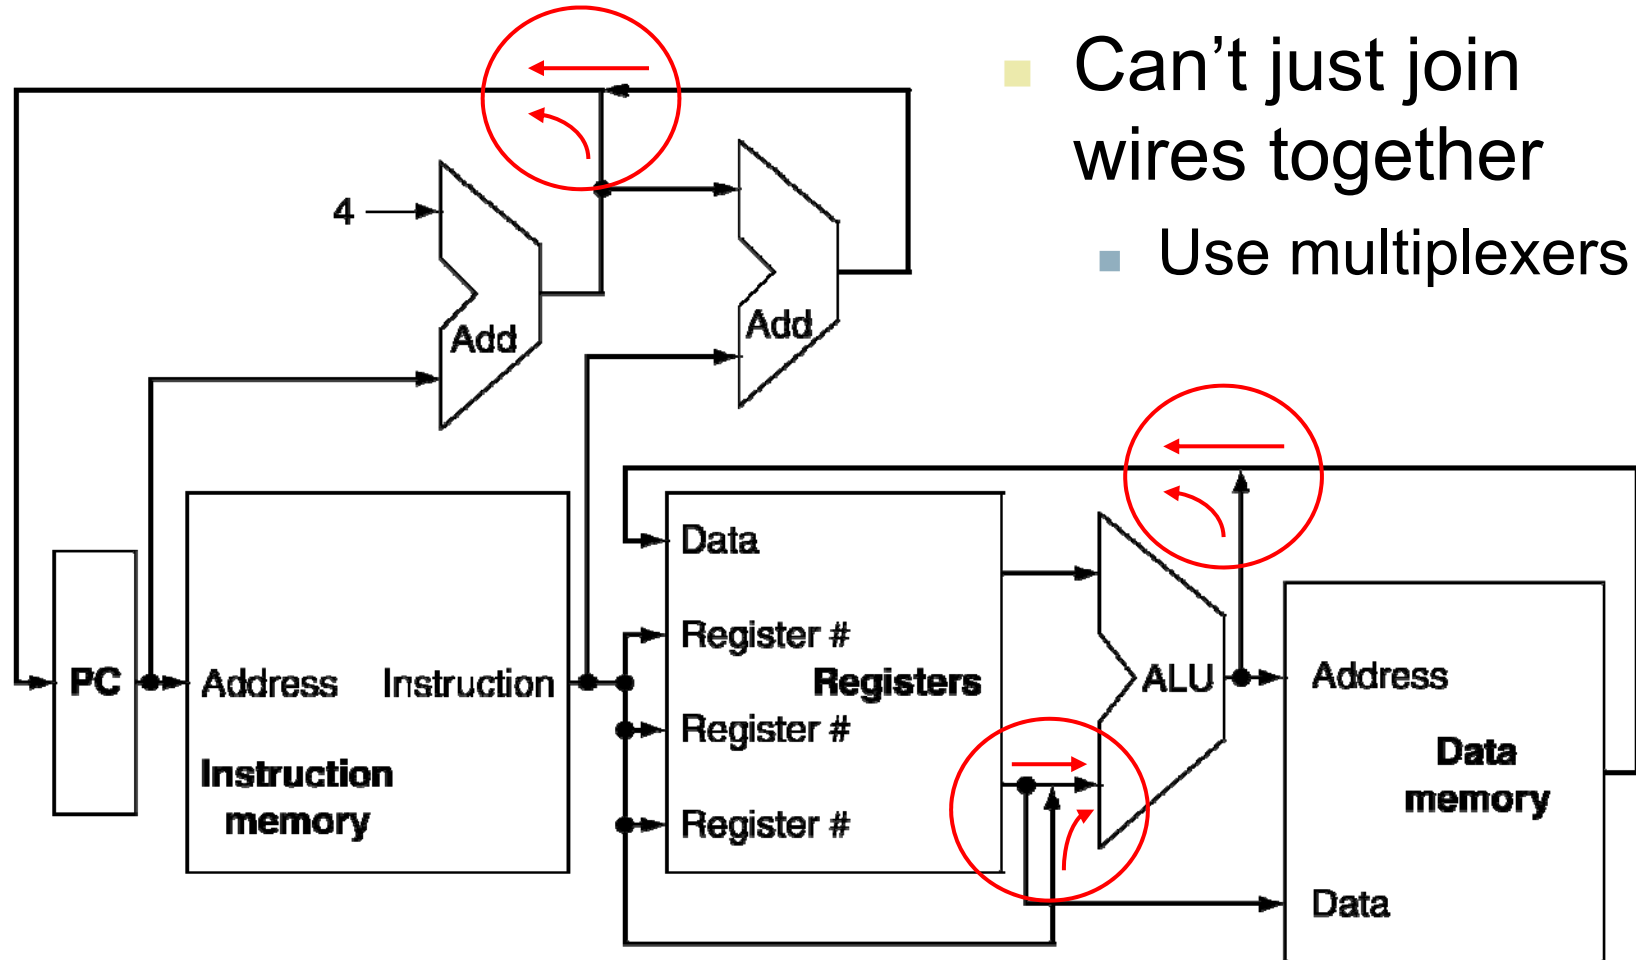 Can’t just join
wires together
Use multiplexers
4
Add
Add
Data
Register #
PC
Address
Instruction
Registers
ALU
Address
Register #
Instruction
memory
Data
memory
Register #
Data